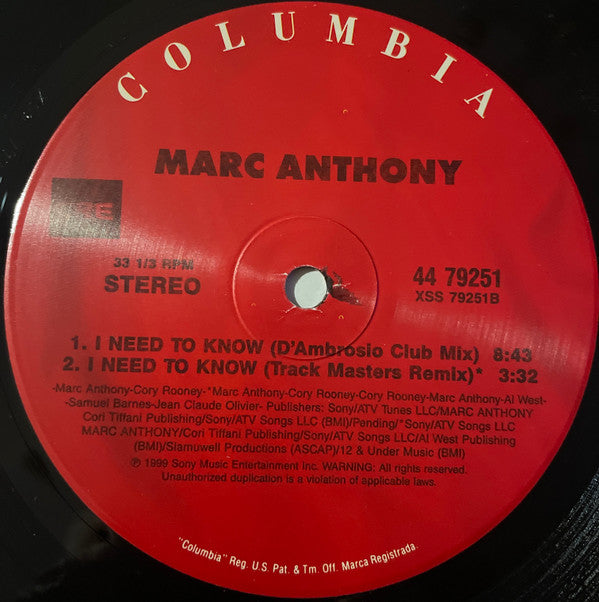 COLUMBIA
MARC ANTHONY
33 1/3 RPM
STEREO
44 79251
XSS 79251B
1. I NEED TO KNOW (D'Ambrosio Club Mix) 8:43
2. I NEED TO KNOW (Track Masters Remix)* 3:32
-Marc Anthony-Cory Rooney-*Marc Anthony-Cory Rooney-Cory Rooney-Marc Anthony-Al West-
-Samuel Barnes-Jean Claude Olivier- Publishers: Sony/ATV Tunes LLC/MARC ANTHONY
Cori Tiffani Publishing/Sony/ATV Songs LLC (BMI)/Pending/*Sony/ATV Songs LLC
MARC ANTHONY/Cori Tiffani Publishing/Sony/ATV Songs LLC/Al West Publishing
(BMI)/Slamuwell Productions (ASCAP)/12 & Under Music (BMI)
℗ 1999 Sony Music Entertainment Inc. WARNING: All rights reserved.
Unauthorized duplication is a violation of applicable laws.
"Columbia" Reg. U.S. Pat. & Tm. Off. Marca Registrada.